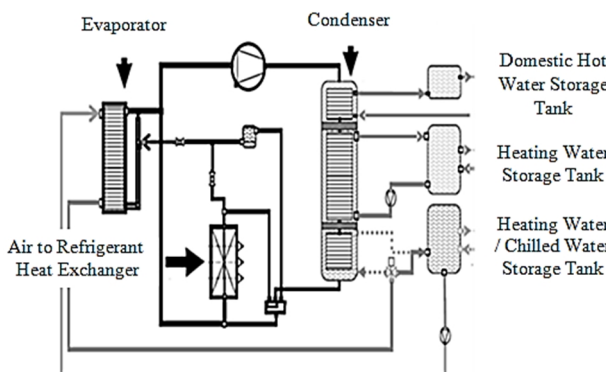 Evaporator
Condenser
Domestic Hot
Water Storage
Tank
Heating Water
Storage Tank
Air to Refrigerant
Heat Exchanger
Heating Water
/ Chilled Water
Storage Tank